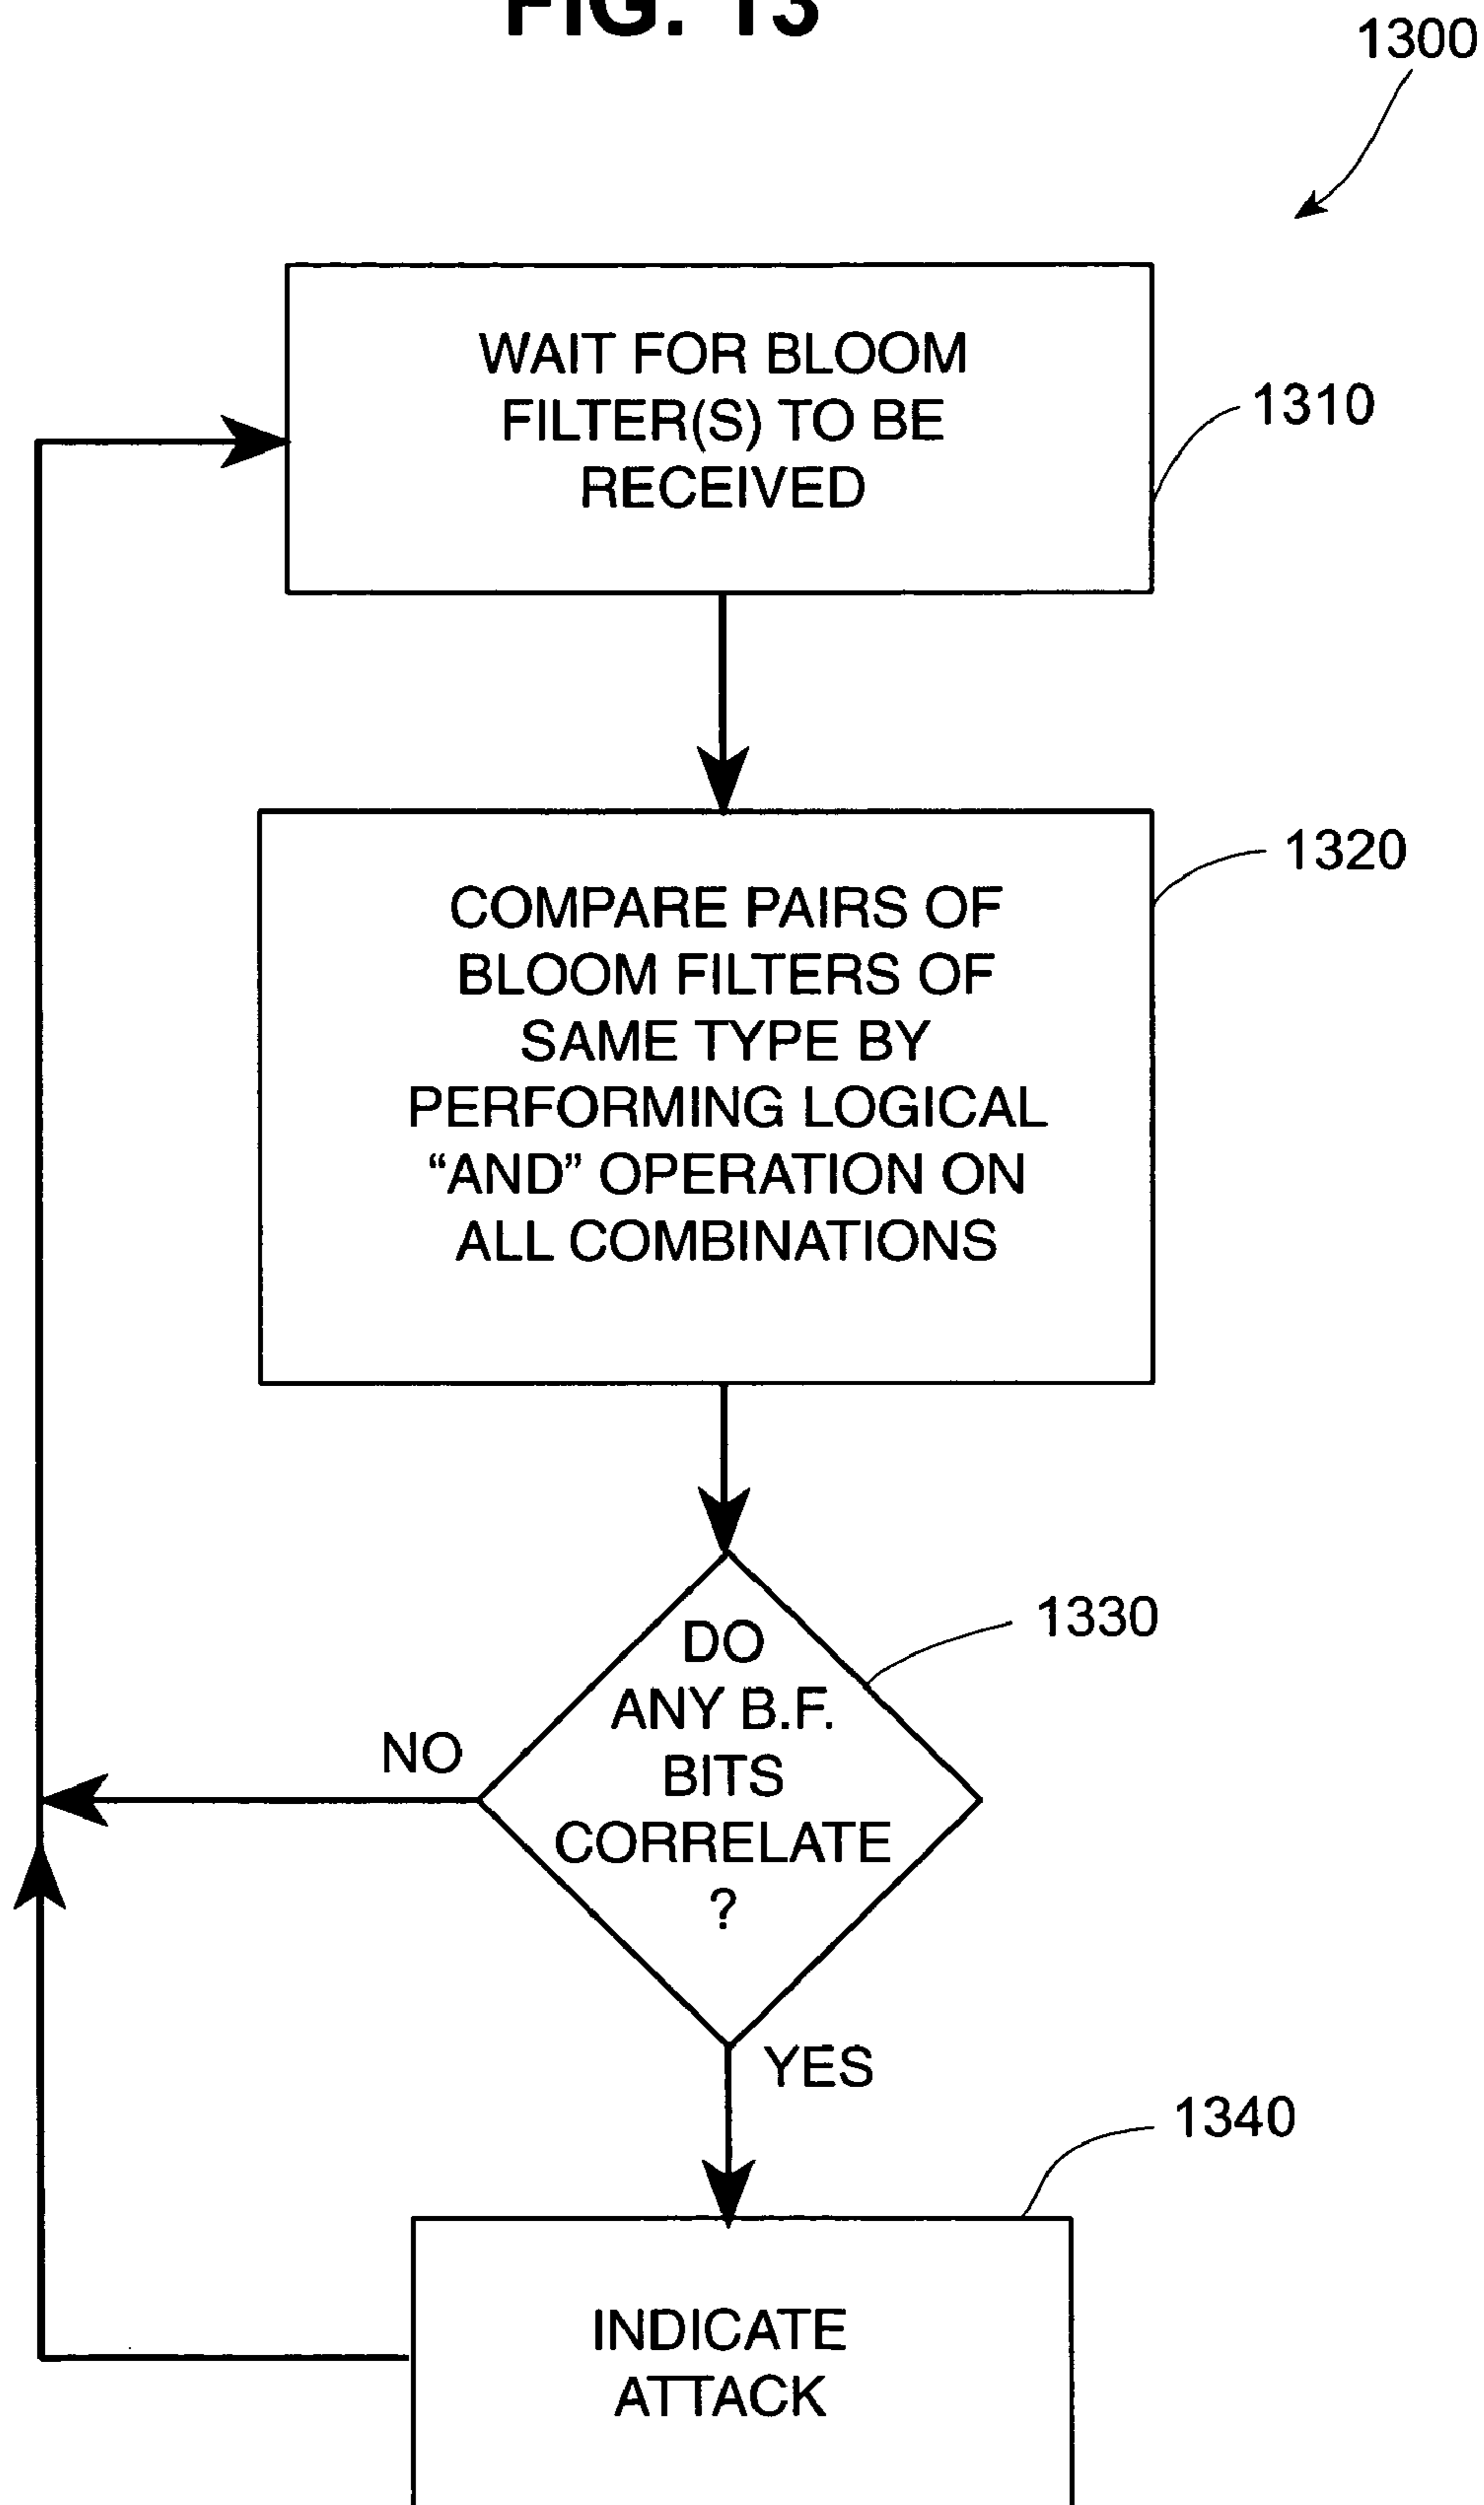 FIG. 13
1300
WAIT FOR BLOOM
FILTER(S) TO BE
RECEIVED
1310
COMPARE PAIRS OF
BLOOM FILTERS OF
SAME TYPE BY
PERFORMING LOGICAL
“AND” OPERATION ON
ALL COMBINATIONS
1320
DO
ANY B.F.
BITS
CORRELATE
?
1330
NO
YES
1340
INDICATE
ATTACK